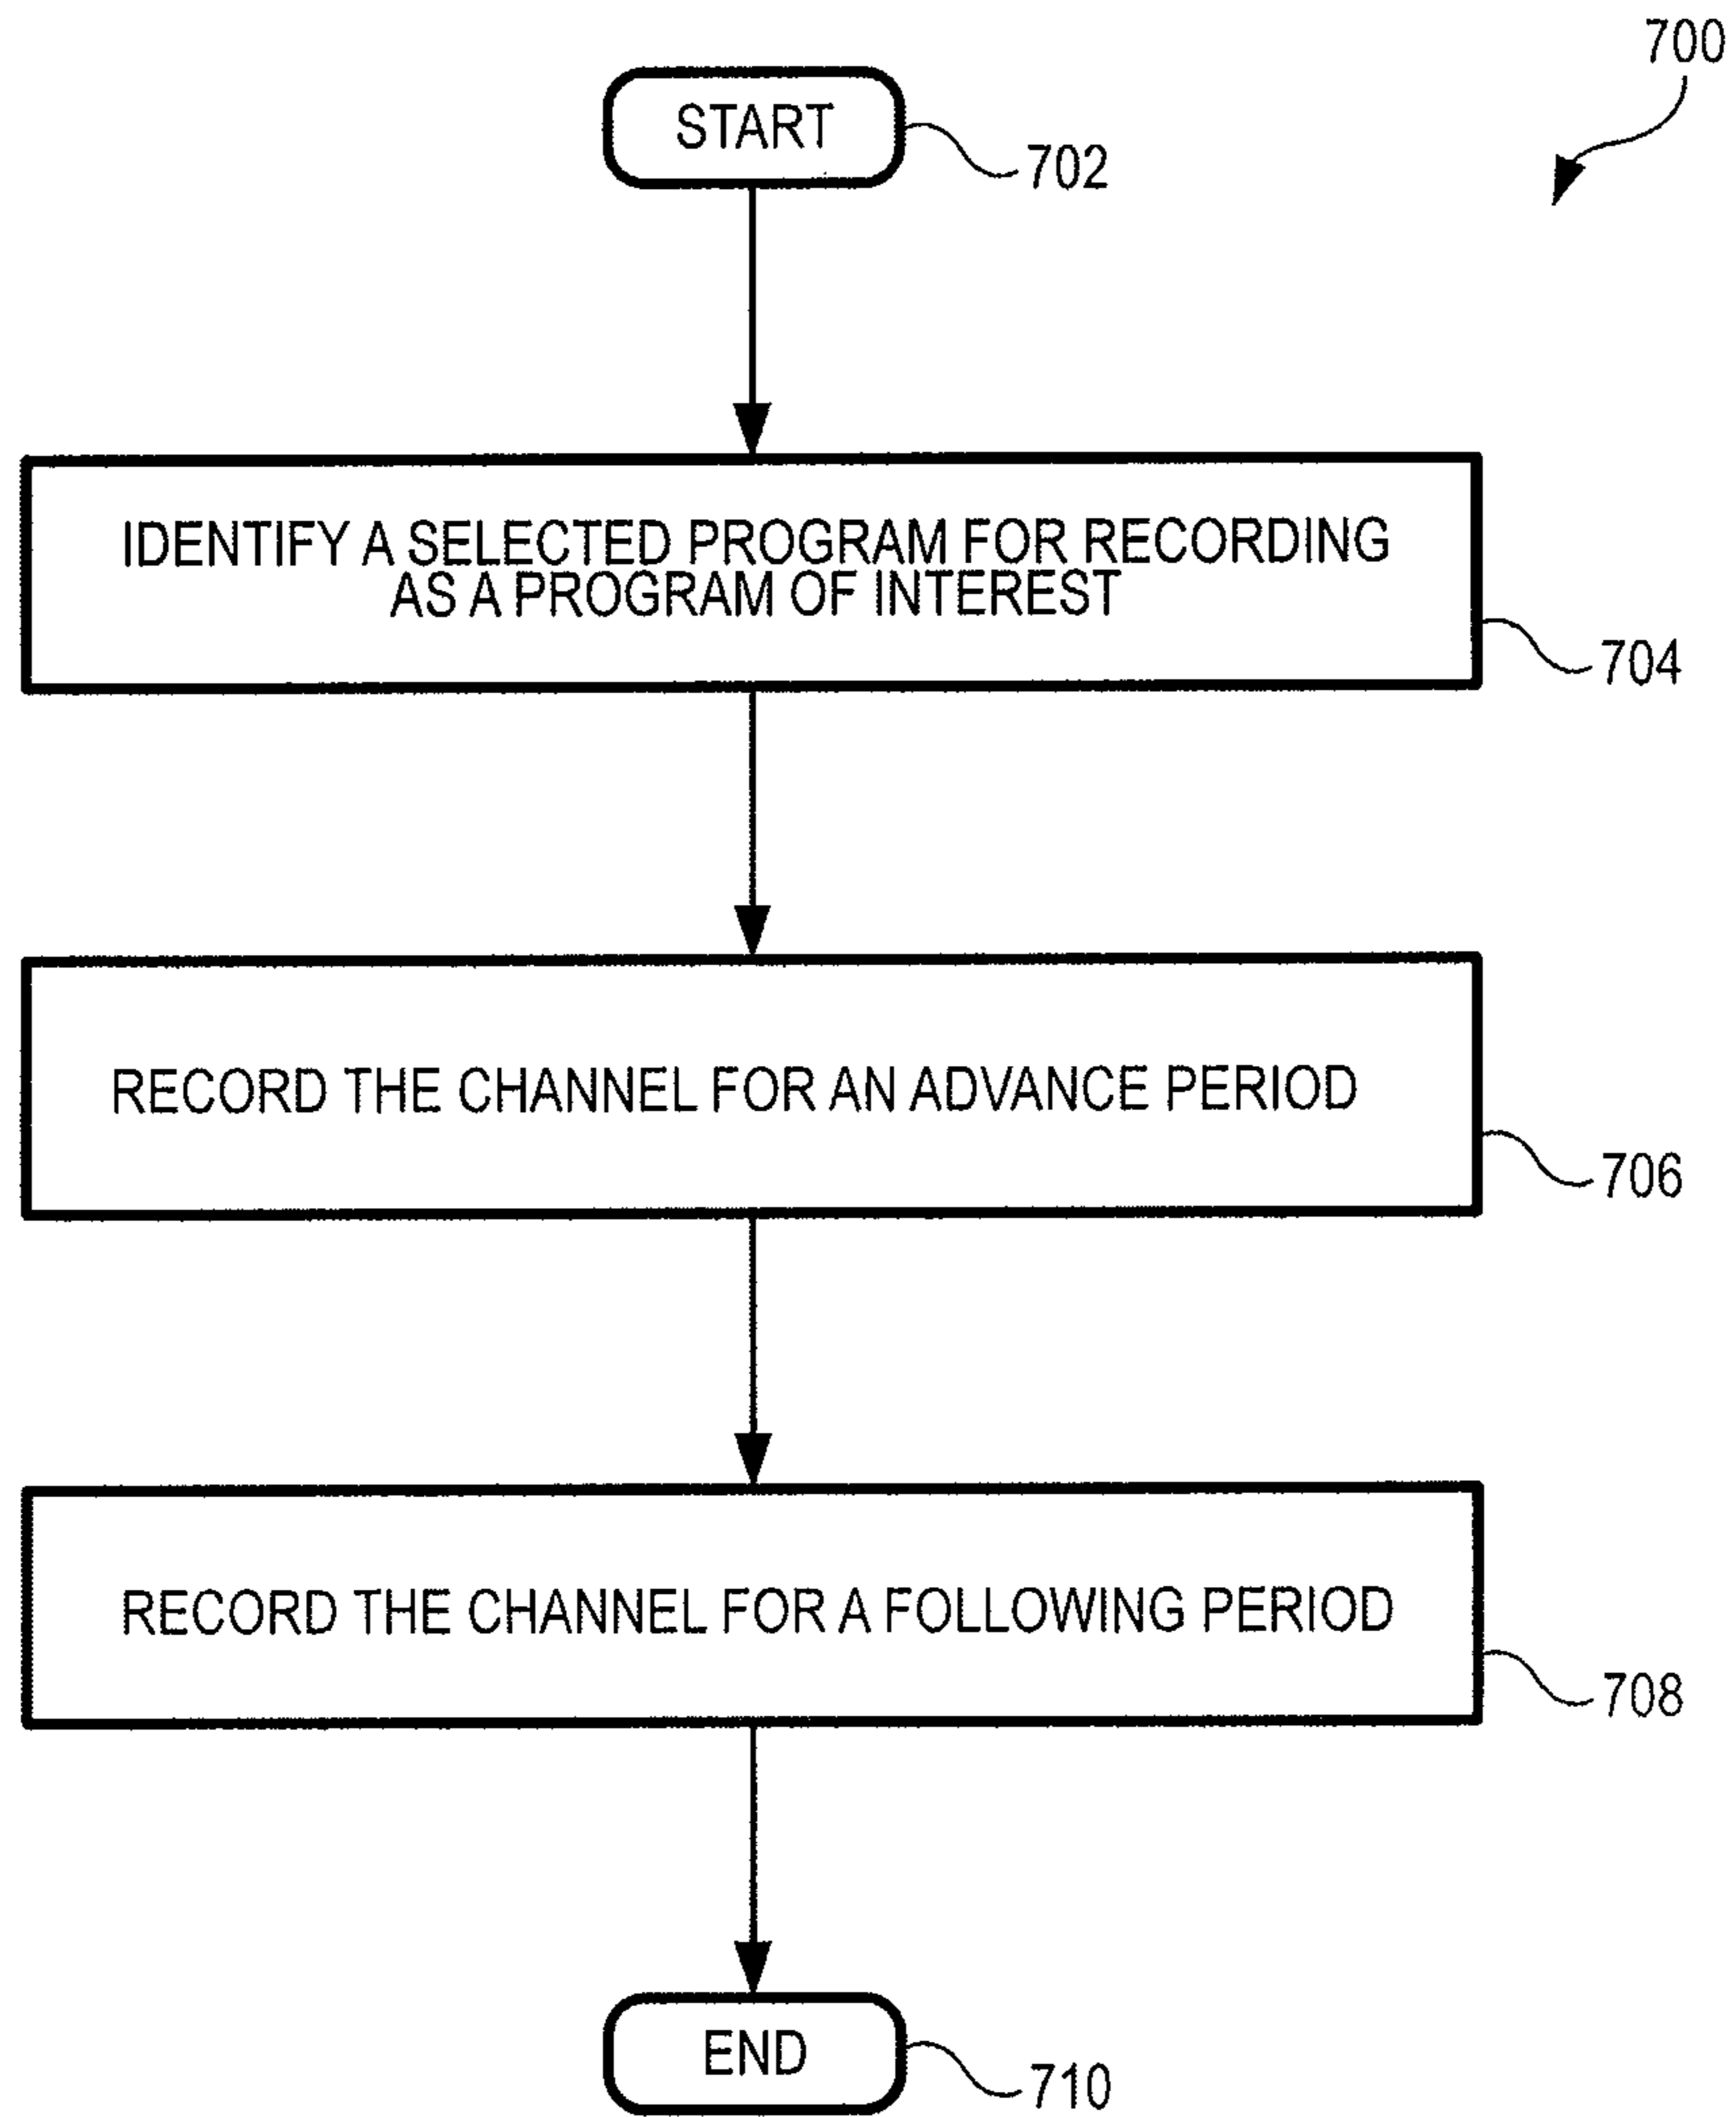 700
START
702
IDENTIFY A SELECTED PROGRAM FOR RECORDING
AS A PROGRAM OF INTEREST
704
RECORD THE CHANNEL FOR AN ADVANCE PERIOD
706
RECORD THE CHANNEL FOR A FOLLOWING PERIOD
708
END
710